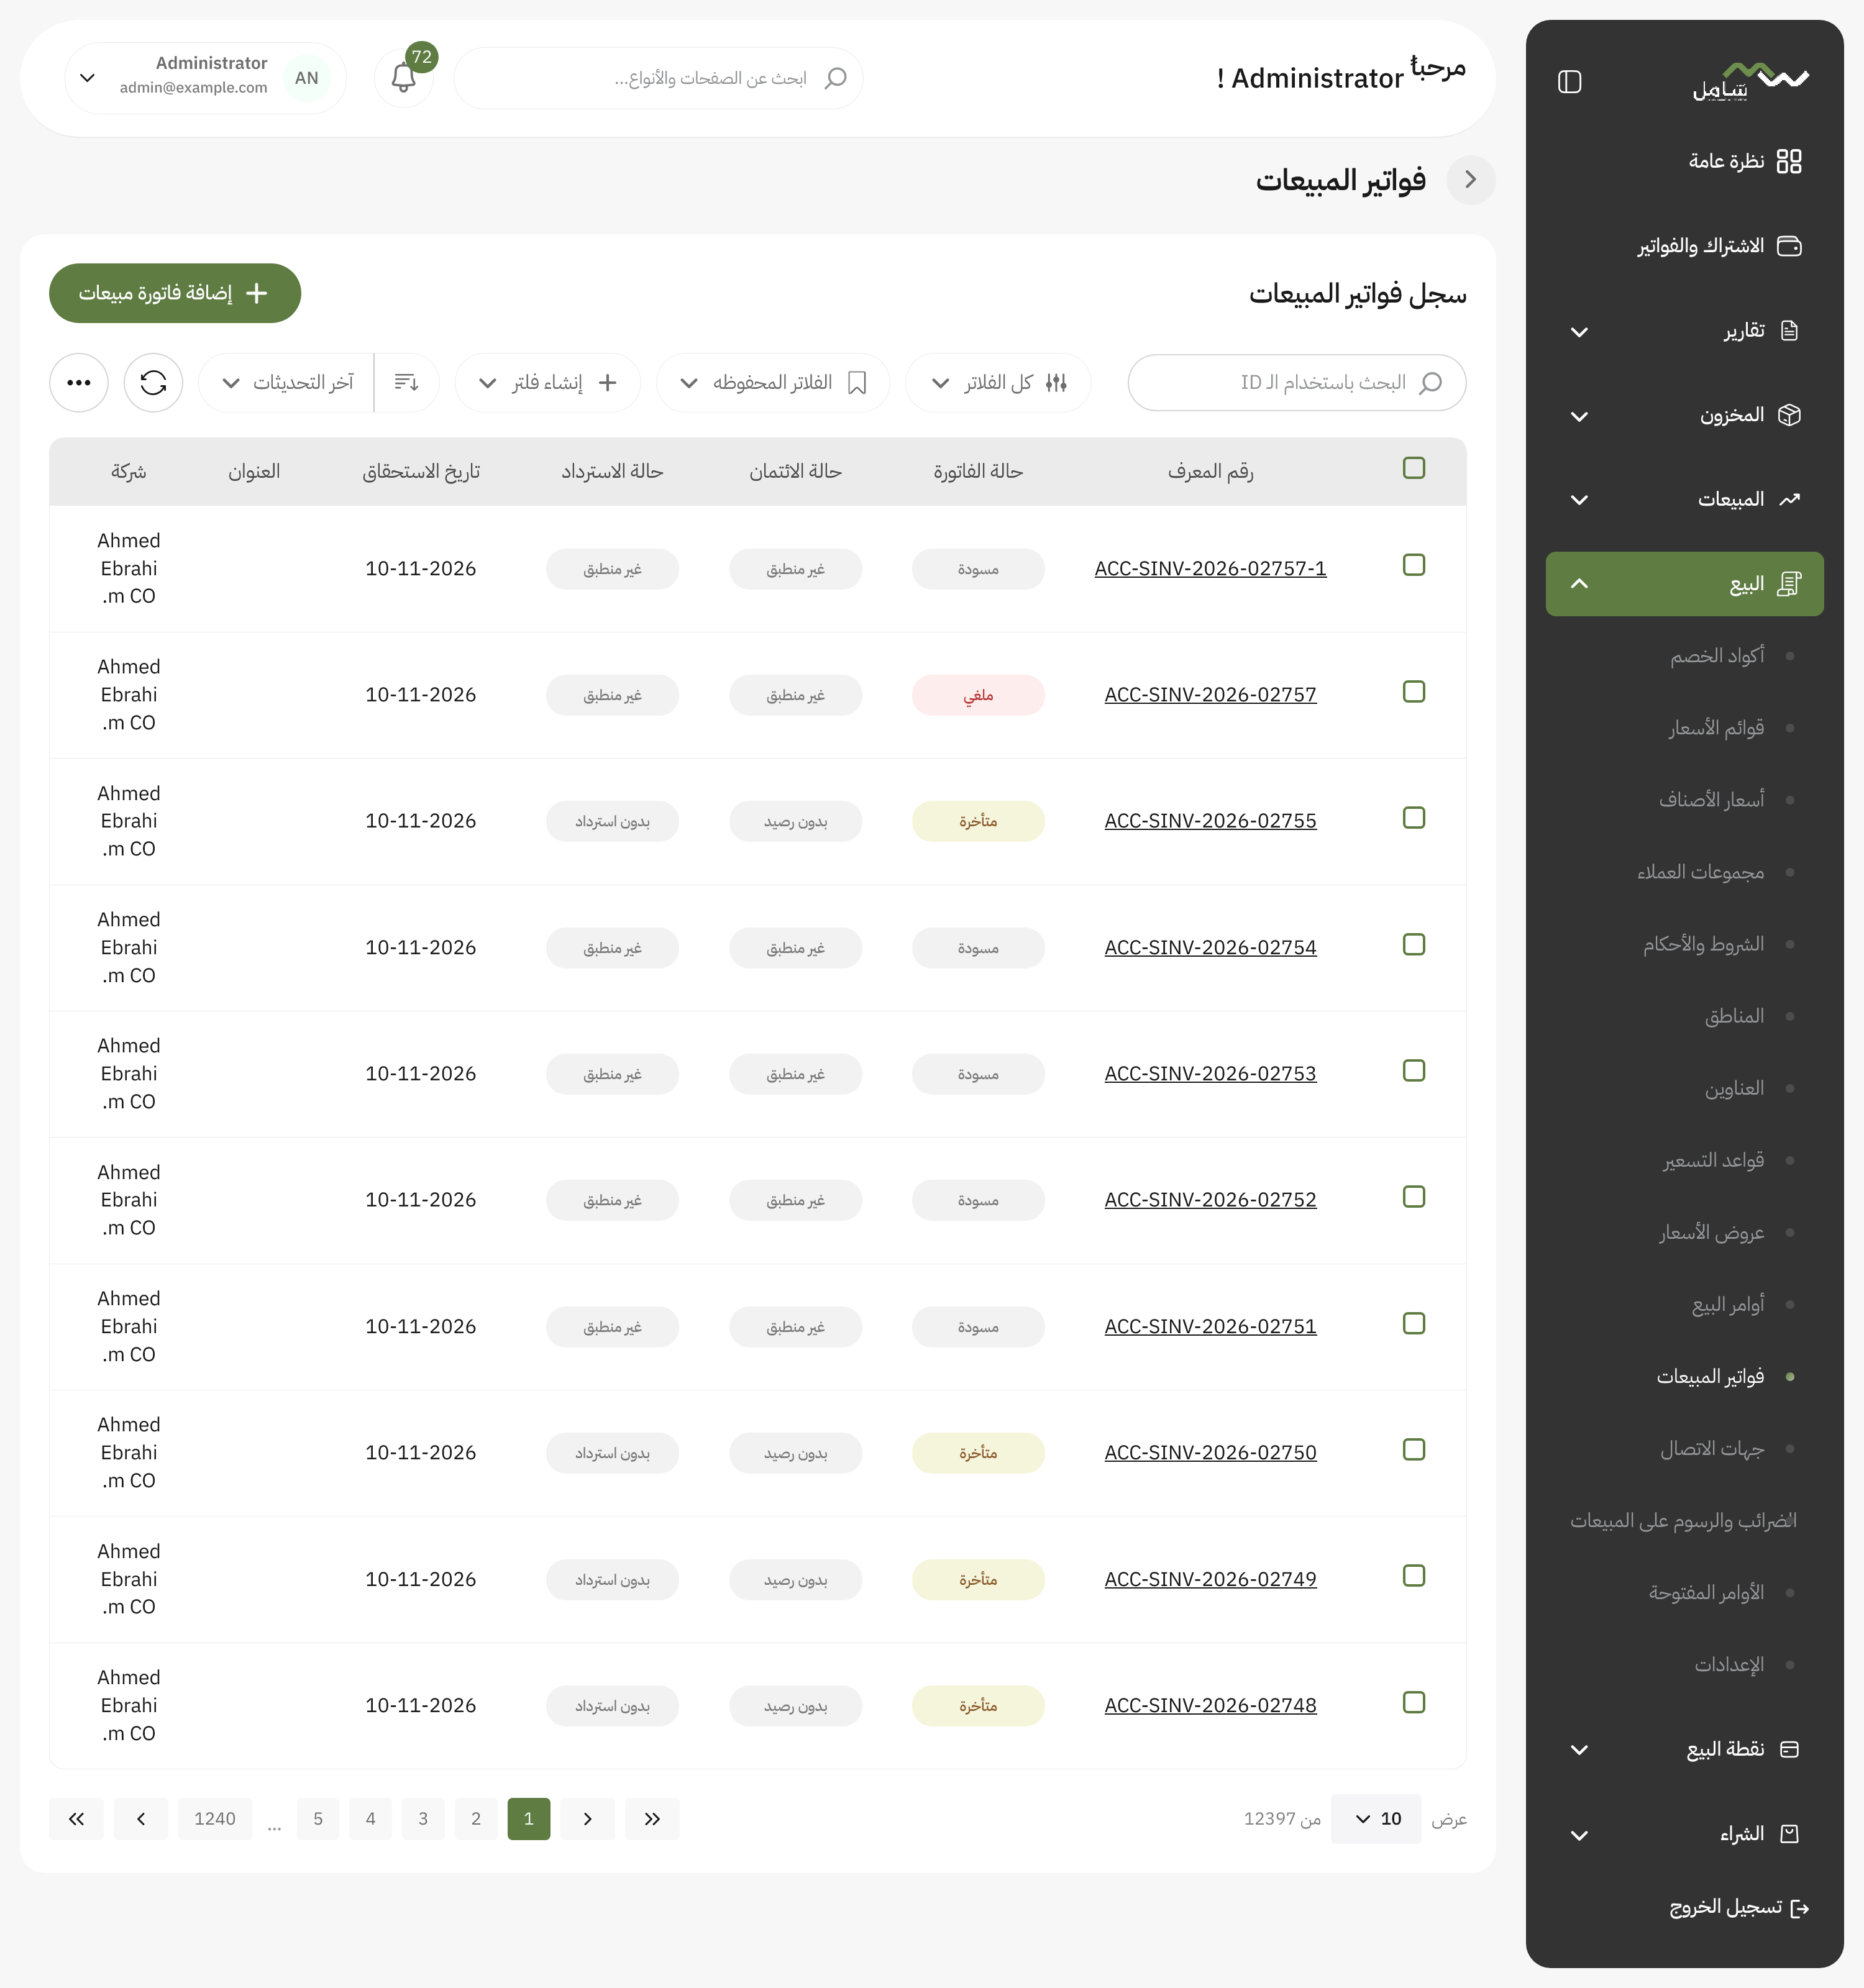 شامل
نظرة عامة
الاشتراك والفواتير
تقارير
المخزون
المبيعات
البيع
أكواد الخصم
قوائم الأسعار
أسعار الأصناف
مجموعات العملاء
الشروط والأحكام
المناطق
العناوين
قواعد التسعير
عروض الأسعار
أوامر البيع
فواتير المبيعات
جهات الاتصال
الضرائب والرسوم على المبيعات
الأوامر المفتوحة
الإعدادات
نقطة البيع
الشراء
تسجيل الخروج
مرحباً Administrator !
ابحث عن الصفحات والأنواع...
72
AN
Administrator
admin@example.com
فواتير المبيعات
سجل فواتير المبيعات
إضافة فاتورة مبيعات
البحث باستخدام الـ ID
كل الفلاتر
الفلاتر المحفوظه
إنشاء فلتر
آخر التحديثات
رقم المعرف حالة الفاتورة حالة الائتمان حالة الاسترداد تاريخ الاستحقاق العنوان شركة
ACC-SINV-2026-02757-1 مسودة غير منطبق غير منطبق 10-11-2026 Ahmed
Ebrahi
.m CO
ACC-SINV-2026-02757 ملغي غير منطبق غير منطبق 10-11-2026 Ahmed
Ebrahi
.m CO
ACC-SINV-2026-02755 متأخرة بدون رصيد بدون استرداد 10-11-2026 Ahmed
Ebrahi
.m CO
ACC-SINV-2026-02754 مسودة غير منطبق غير منطبق 10-11-2026 Ahmed
Ebrahi
.m CO
ACC-SINV-2026-02753 مسودة غير منطبق غير منطبق 10-11-2026 Ahmed
Ebrahi
.m CO
ACC-SINV-2026-02752 مسودة غير منطبق غير منطبق 10-11-2026 Ahmed
Ebrahi
.m CO
ACC-SINV-2026-02751 مسودة غير منطبق غير منطبق 10-11-2026 Ahmed
Ebrahi
.m CO
ACC-SINV-2026-02750 متأخرة بدون رصيد بدون استرداد 10-11-2026 Ahmed
Ebrahi
.m CO
ACC-SINV-2026-02749 متأخرة بدون رصيد بدون استرداد 10-11-2026 Ahmed
Ebrahi
.m CO
ACC-SINV-2026-02748 متأخرة بدون رصيد بدون استرداد 10-11-2026 Ahmed
Ebrahi
.m CO
عرض 10 من 12397
1 2 3 4 5 ... 1240